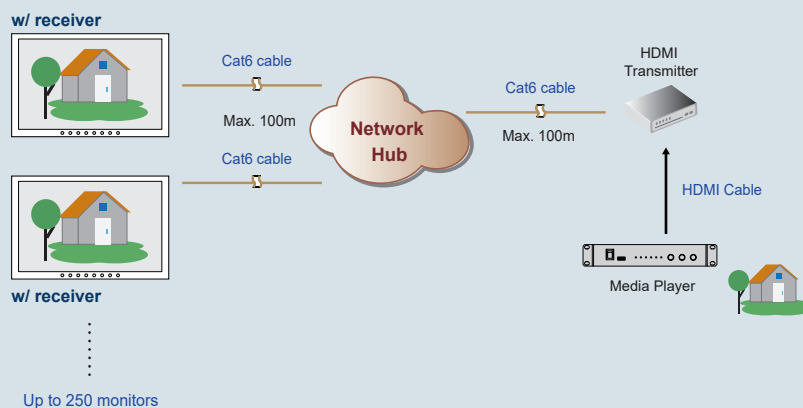 w/ receiver
Cat6 cable
Max. 100m
Cat6 cable
Network
Hub
Cat6 cable
Max. 100m
HDMI
Transmitter
HDMI Cable
Media Player
w/ receiver
Up to 250 monitors